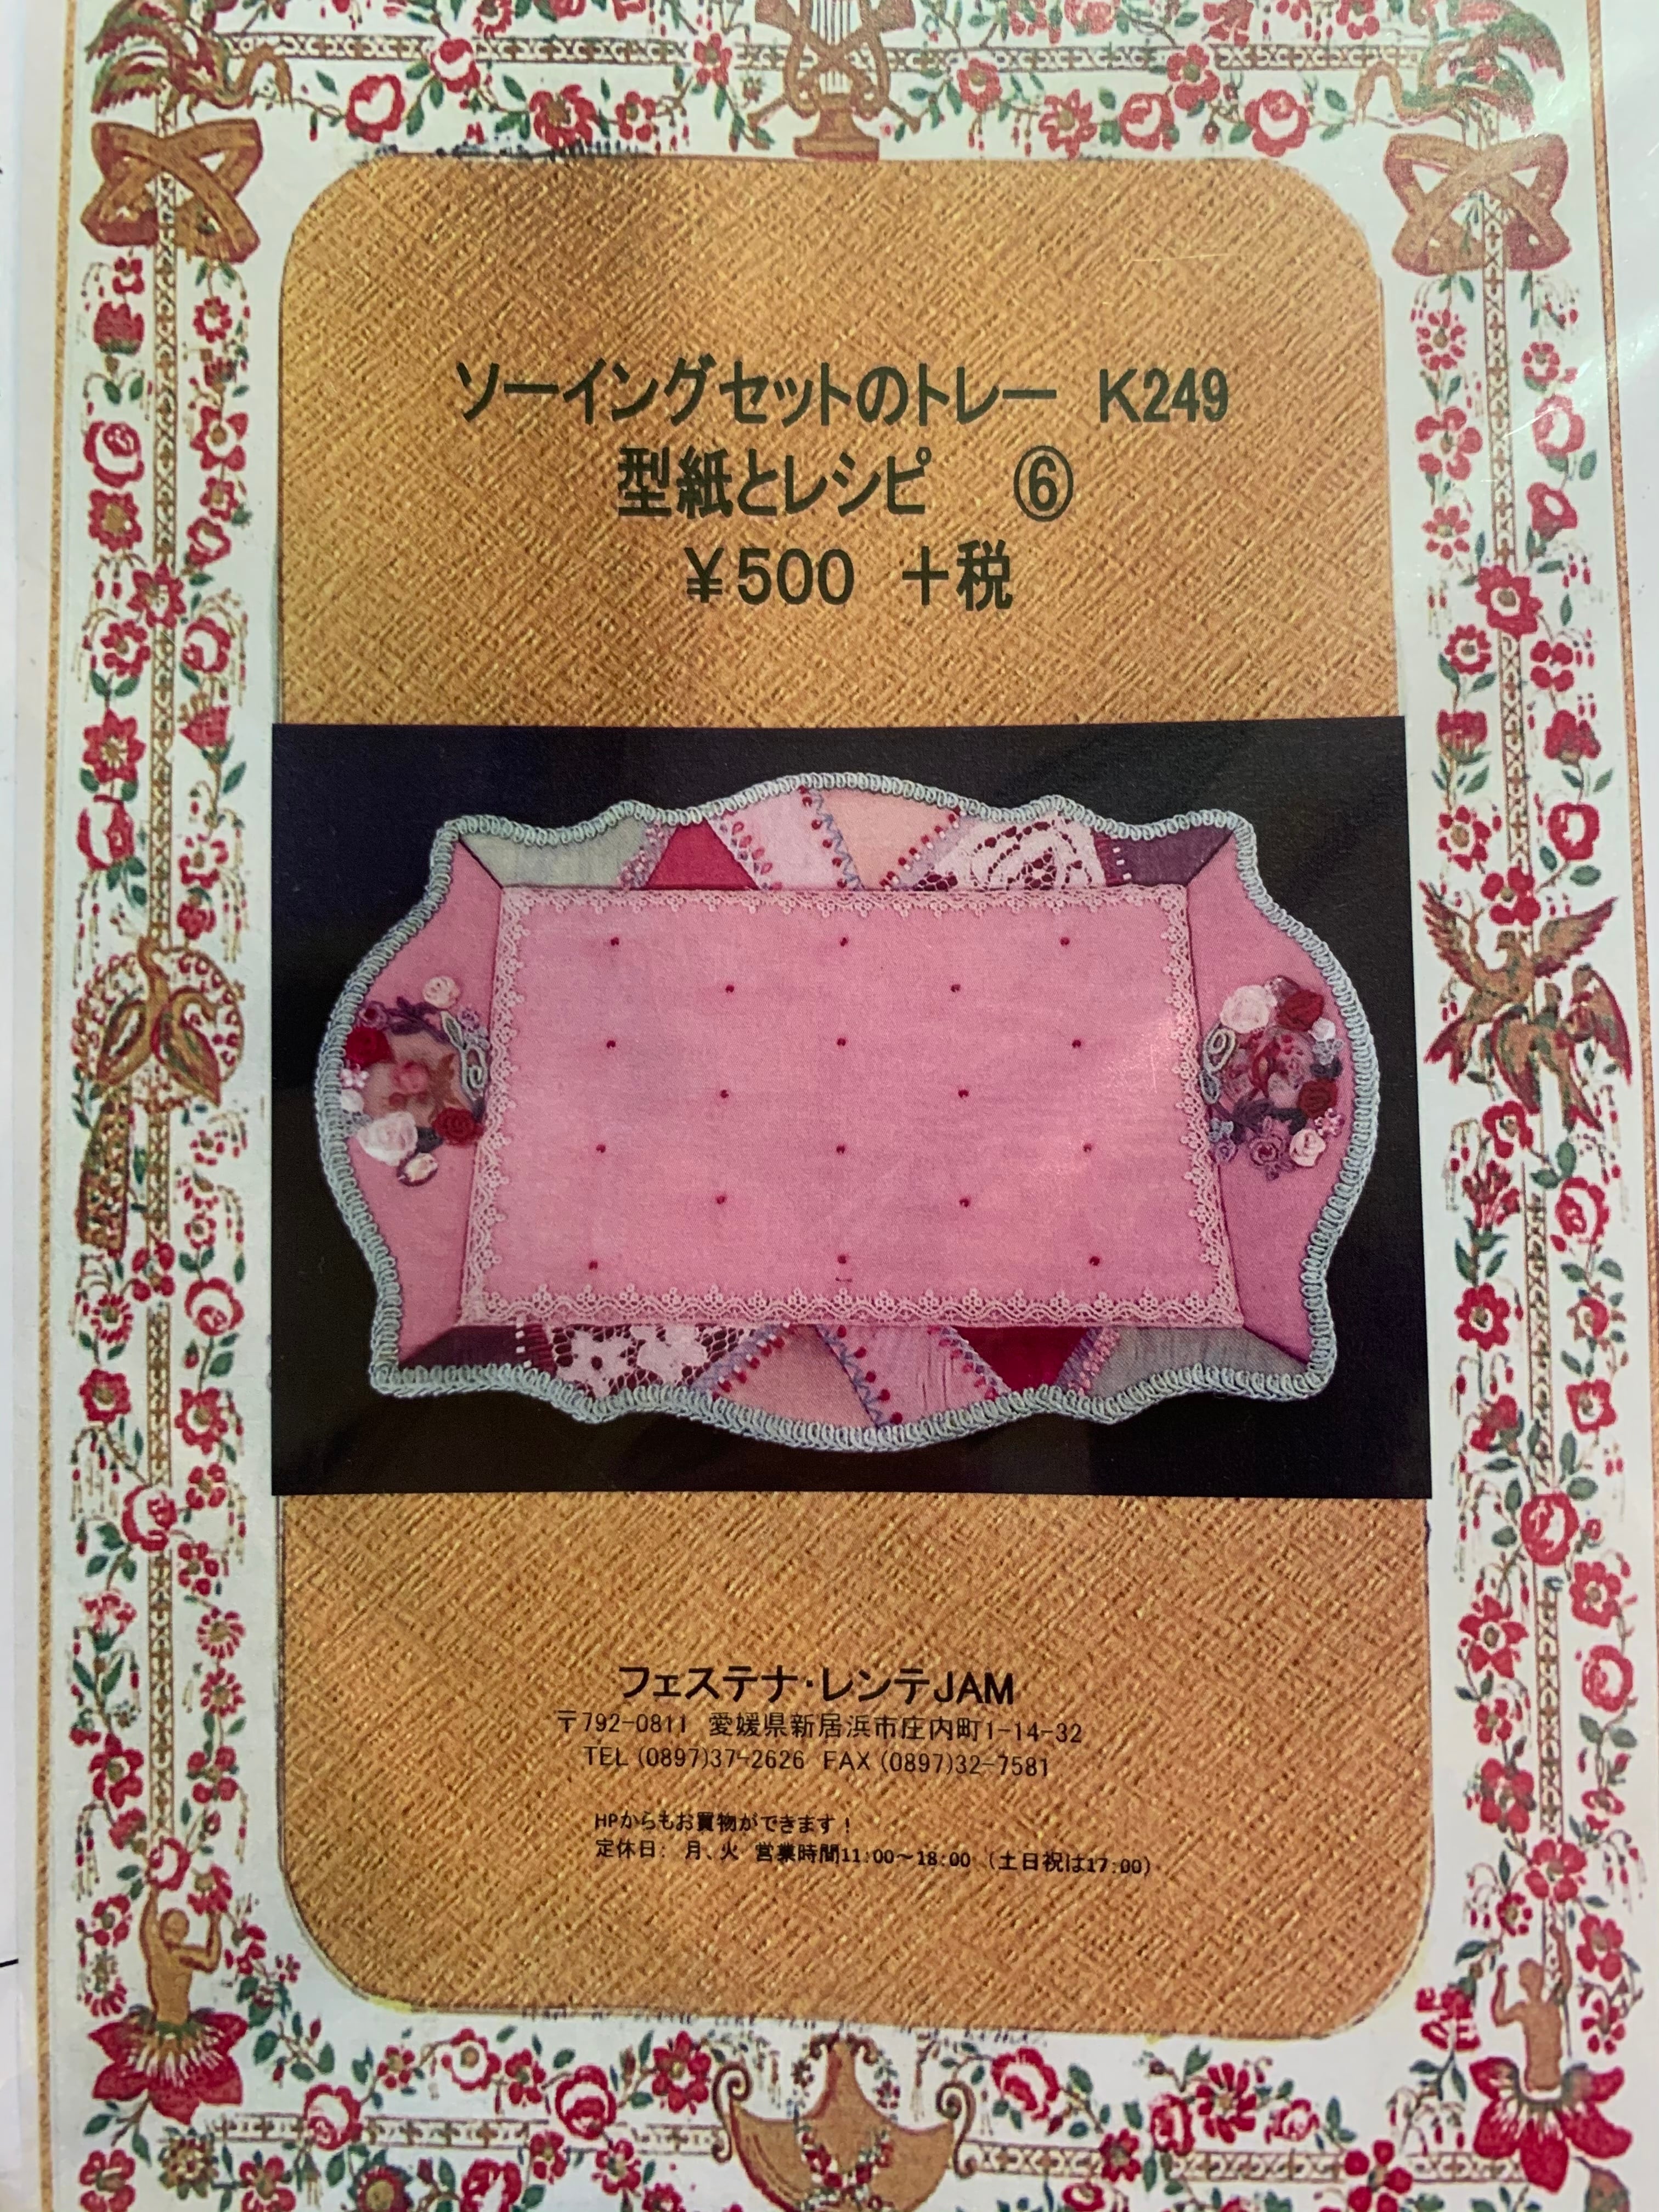 ソーイングセットのトレー K249
型紙とレシピ ⑥
¥500 +税
フェステナ・レンテJAM
〒792-0811 愛媛県新居浜市庄内町1-14-32
TEL (0897)37-2626 FAX (0897)32-7581
HPからもお買物ができます!
定休日: 月、火 営業時間11:00~18:00 (土日祝は17:00)